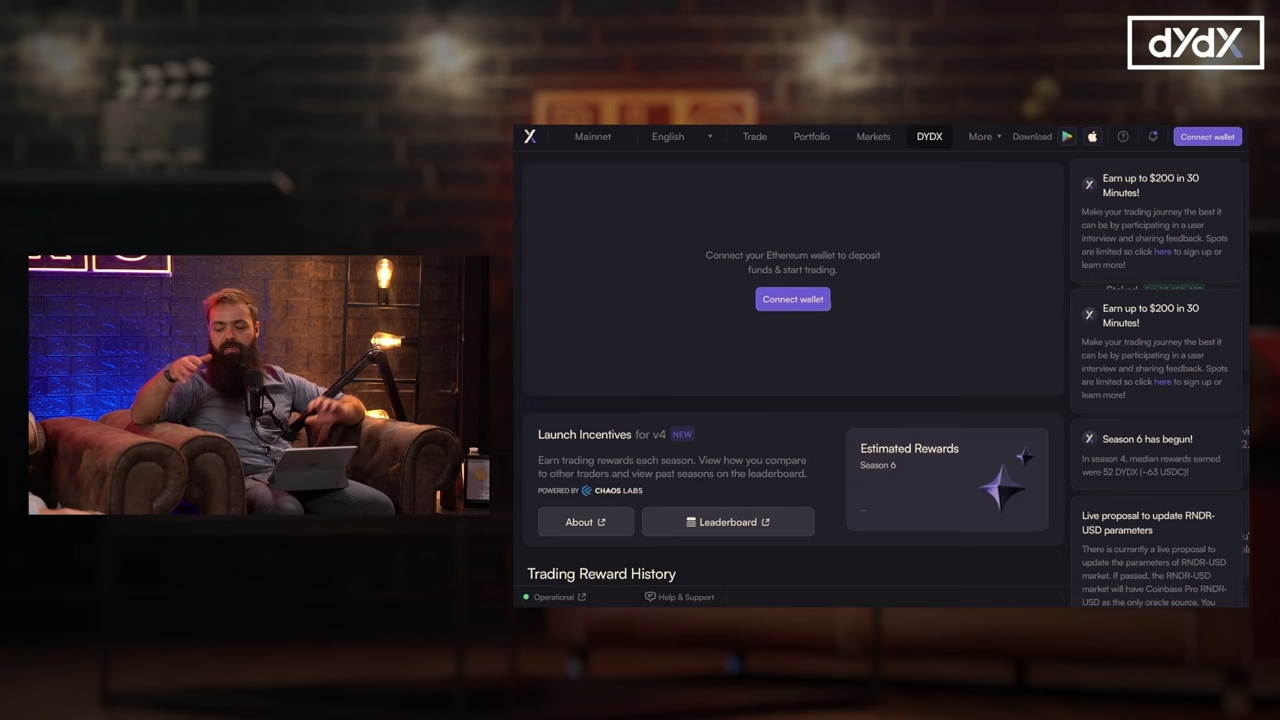 dYdX
Mainnet
English
Trade
Portfolio
Markets
DYDX
More
Download
Connect wallet
Connect your Ethereum wallet to deposit
funds & start trading.
Connect wallet
Launch Incentives for v4 NEW
Earn trading rewards each season. View how you compare
to other traders and view past seasons on the leaderboard.
POWERED BY CHAOS LABS
About
Leaderboard
Estimated Rewards
Season 6
Trading Reward History
Operational
Help & Support
Earn up to $200 in 30
Minutes!
Make your trading journey the best it
can be by participating in a user
interview and sharing feedback. Spots
are limited so click here to sign up or
learn more!
Earn up to $200 in 30
Minutes!
Make your trading journey the best it
can be by participating in a user
interview and sharing feedback. Spots
are limited so click here to sign up or
learn more!
Season 6 has begun!
In season 4, median rewards earned
were 52 DYDX (~63 USDC)!
Live proposal to update RNDR-
USD parameters
There is currently a live proposal to
update the parameters of RNDR-USD
market. If passed, the RNDR-USD
market will have Coinbase Pro RNDR-
USD as the only oracle source. You